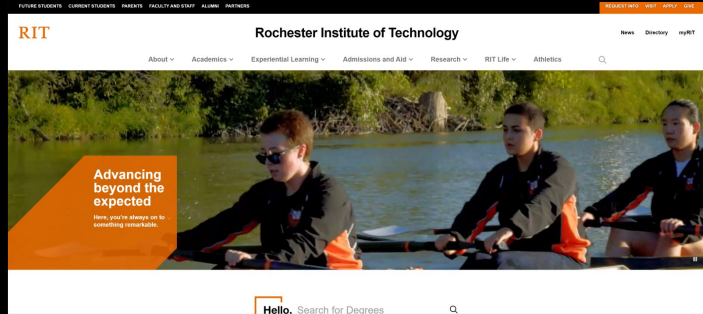 FUTURE STUDENTS CURRENT STUDENTS PARENTS FACULTY AND STAFF ALUMNI PARTNERS REQUEST INFO VISIT APPLY GIVE
RIT Rochester Institute of Technology News Directory myRIT
About Academics Experiential Learning Admissions and Aid Research RIT Life Athletics
Advancing
beyond the
expected
Here, you're always on to
something remarkable.
Hello. Search for Degrees